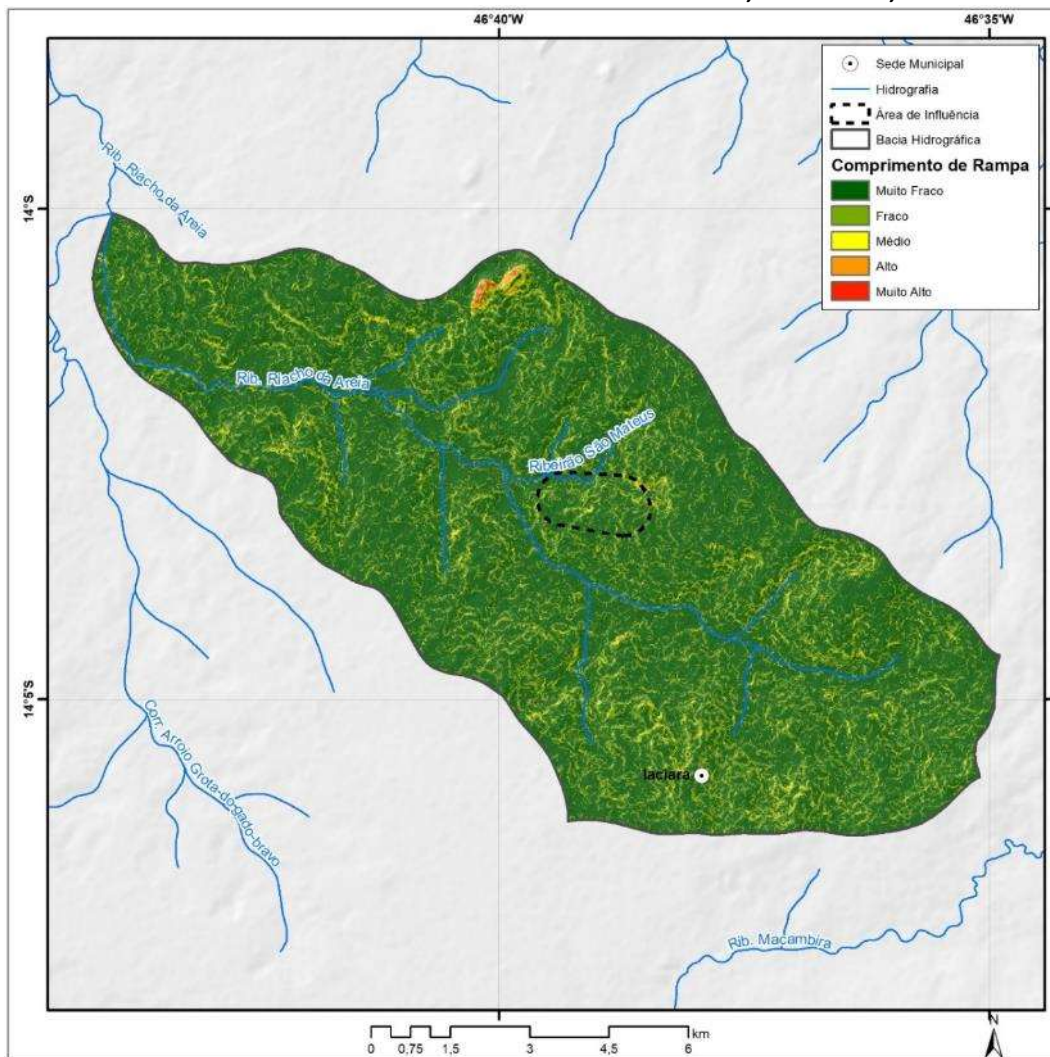 46°40'W
46°35'W
Sede Municipal
Hidrografia
Área de Influência
Bacia Hidrográfica
Comprimento de Rampa
Muito Fraco
Fraco
Médio
Alto
Muito Alto
Rib. Riacho da Areia
14°S
Rib. Riacho da Areia
Ribeirão São Mateus
14°5'S
Iaciara
Corr. Arroio Grota-do-gado-bravo
Rib. Macambira
km
0 0,75 1,5 3 4,5 6
N